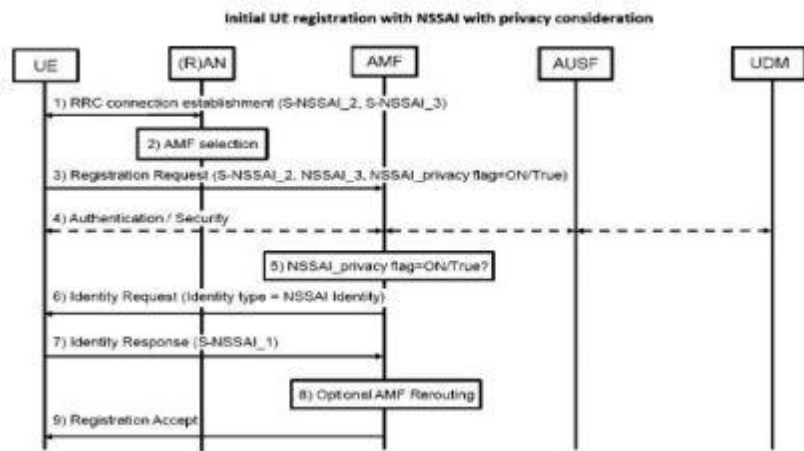 Initial UE registration with NSSAI with privacy consideration
UE
(R)AN
AMF
AUSF
UDM
1) RRC connection establishment (S-NSSAI_2, S-NSSAI_3)
2) AMF selection
3) Registration Request (S-NSSAI_2, NSSAI_3, NSSAI_privacy flag=ON/True)
4) Authentication / Security
5) NSSAI_privacy flag=ON/True?
6) Identity Request (Identity type = NSSAI Identity)
7) Identity Response (S-NSSAI_1)
8) Optional AMF Rerouting
9) Registration Accept